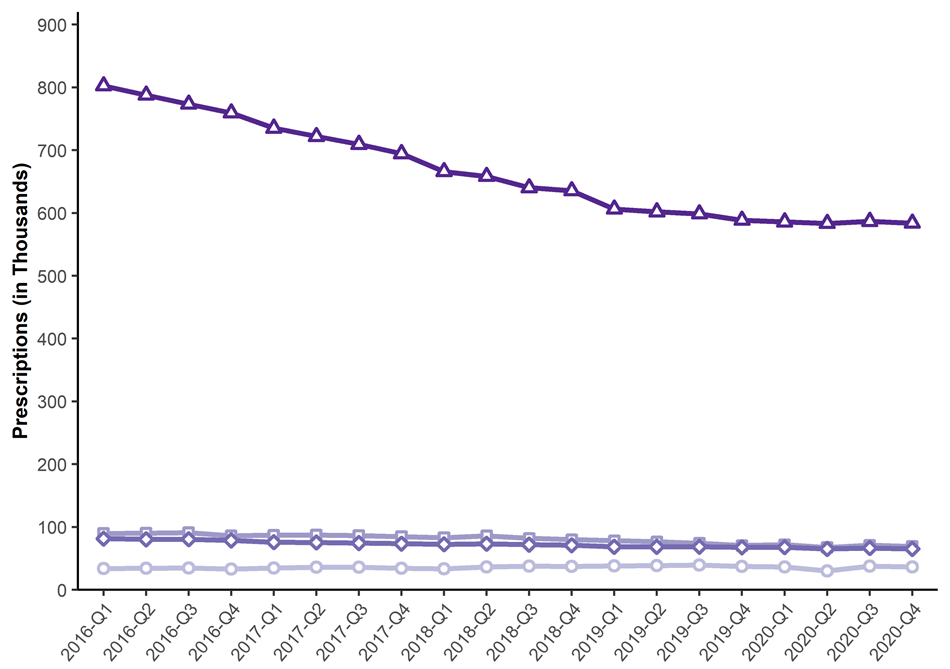 Prescriptions (in Thousands)
900
800
700
600
500
400
300
200
100
0
2016-Q1
2016-Q2
2016-Q3
2016-Q4
2017-Q1
2017-Q2
2017-Q3
2017-Q4
2018-Q1
2018-Q2
2018-Q3
2018-Q4
2019-Q1
2019-Q2
2019-Q3
2019-Q4
2020-Q1
2020-Q2
2020-Q3
2020-Q4